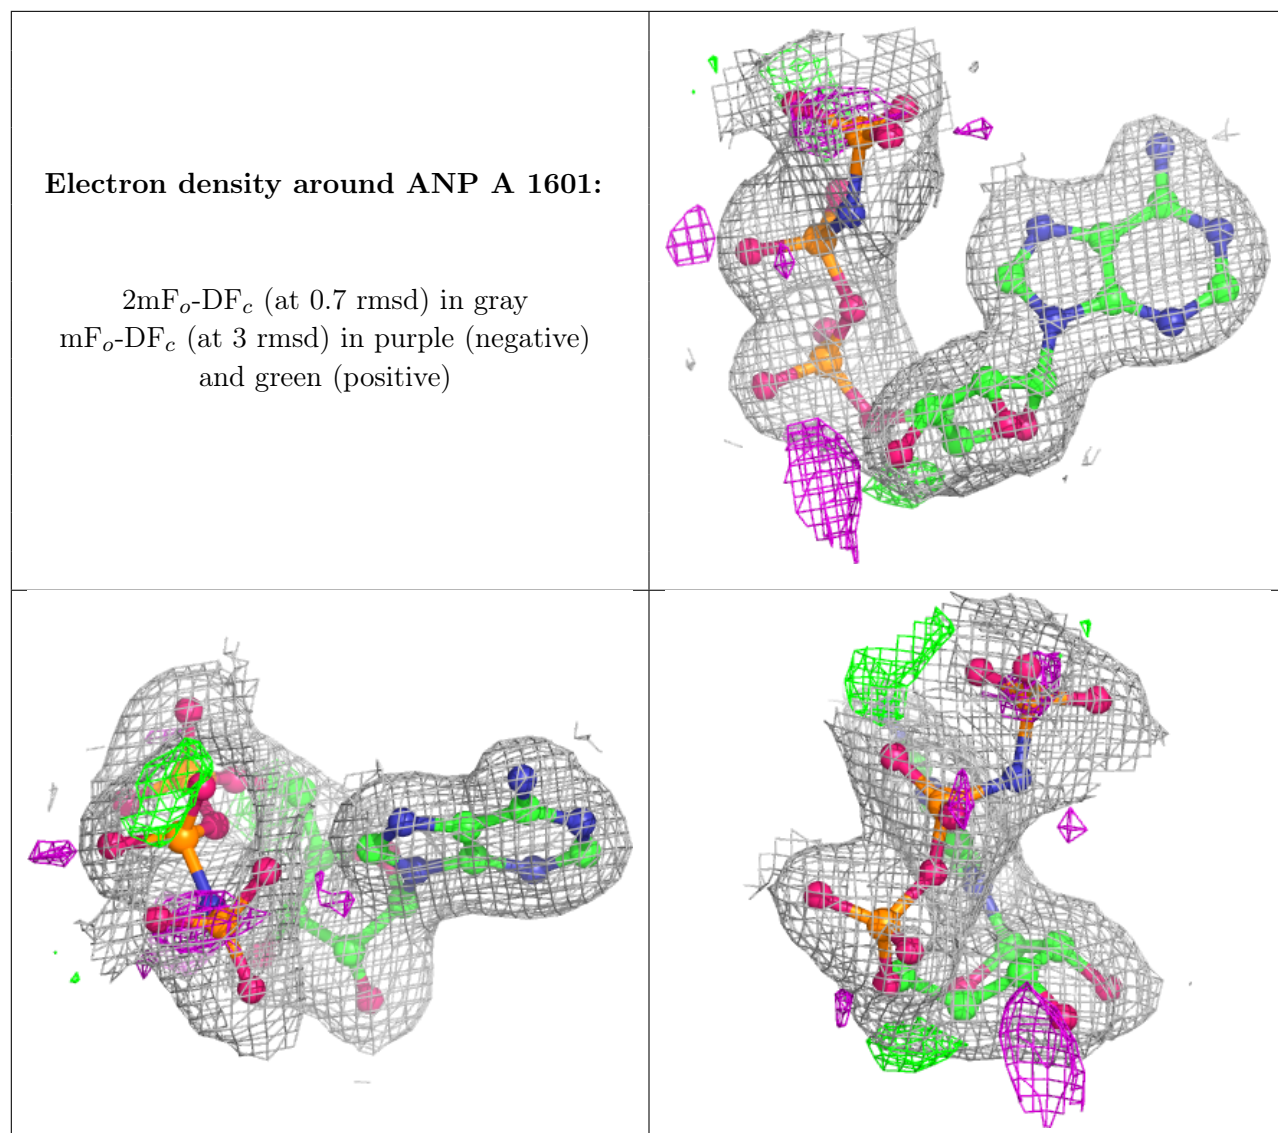 Electron density around ANP A 1601:
2mFo-DFc (at 0.7 rmsd) in gray
mFo-DFc (at 3 rmsd) in purple (negative)
and green (positive)